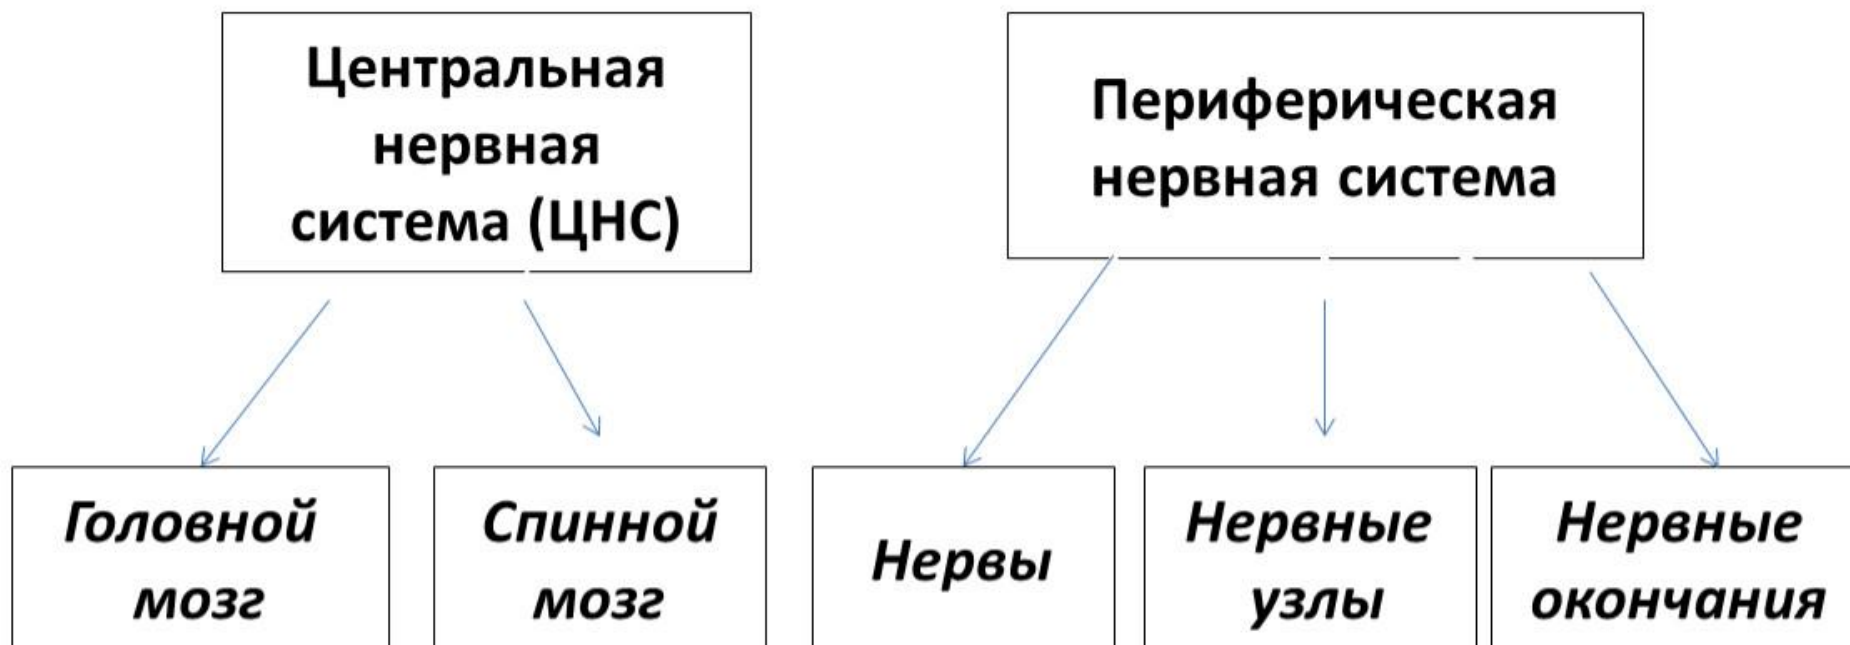 Центральная
нервная
система (ЦНС)
Периферическая
нервная система
Головной
мозг
Спинной
мозг
Нервы
Нервные
узлы
Нервные
окончания